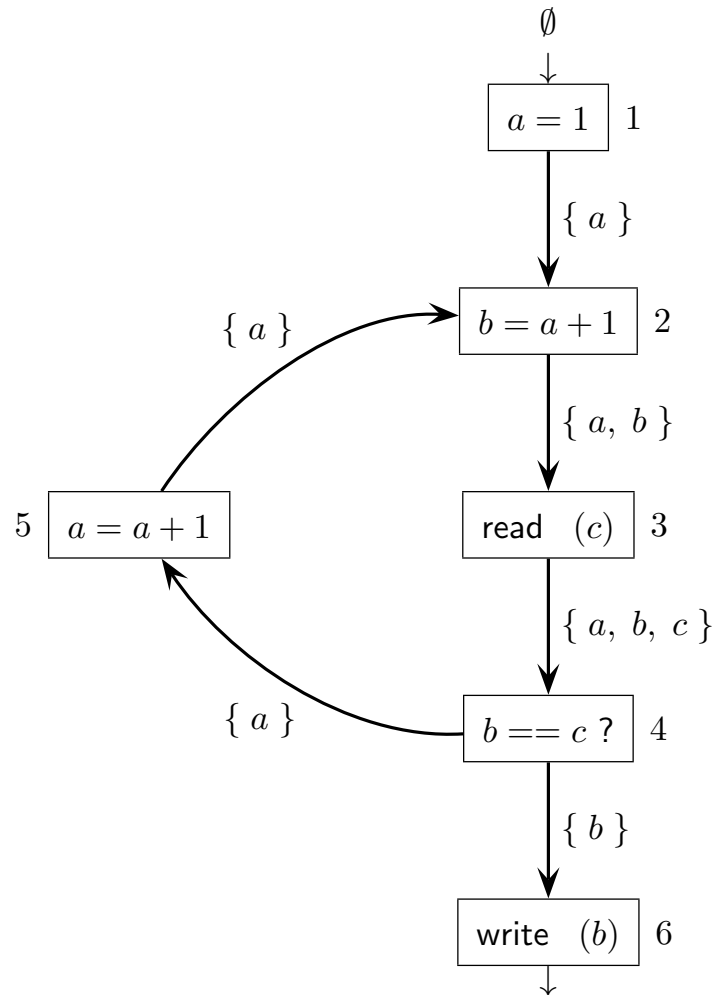 ∅
a = 1 1
{ a }
{ a } b = a + 1 2
{ a, b }
5 a = a + 1 read (c) 3
{ a, b, c }
{ a } b == c ? 4
{ b }
write (b) 6